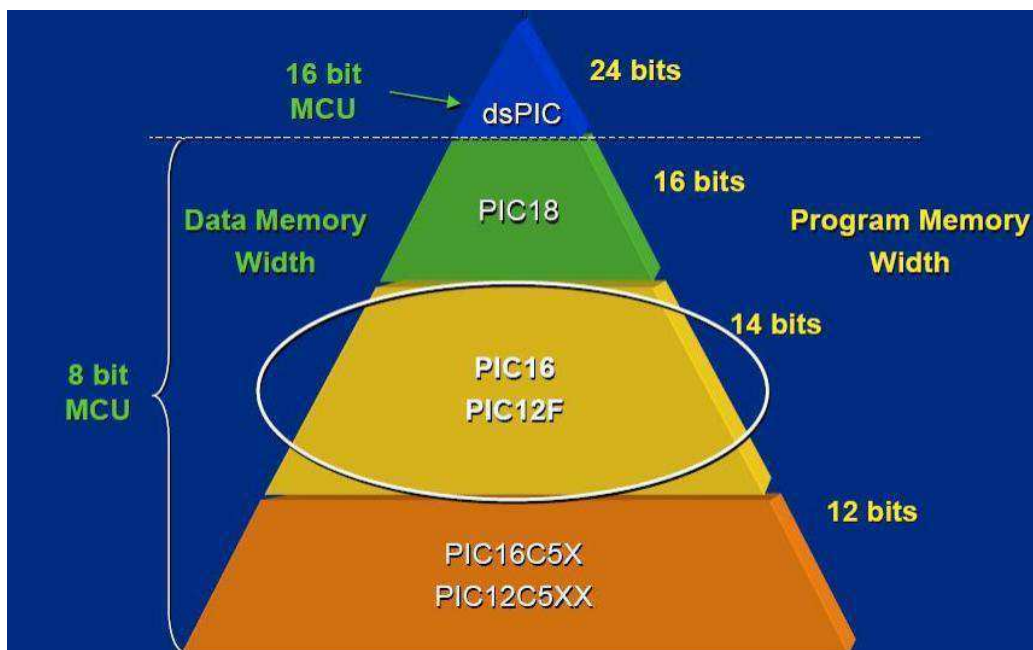 24 bits
16 bit
MCU
dsPIC
16 bits
PIC18
Data Memory
Width
Program Memory
Width
14 bits
PIC16
PIC12F
8 bit
MCU
12 bits
PIC16C5X
PIC12C5XX